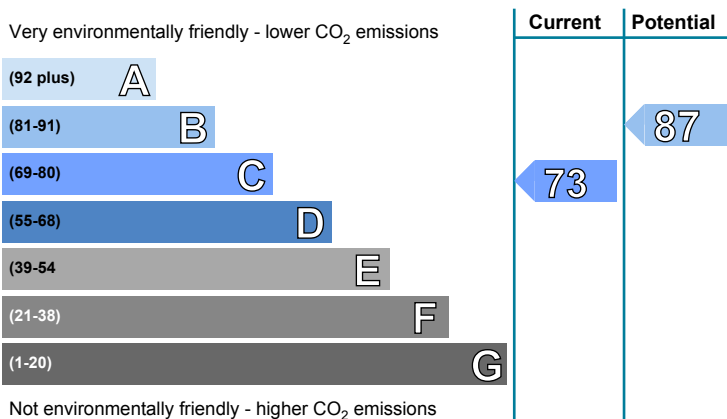 Current Potential
Very environmentally friendly - lower CO2 emissions
(92 plus) A
(81-91) B 87
(69-80) C 73
(55-68) D
(39-54 E
(21-38) F
(1-20) G
Not environmentally friendly - higher CO2 emissions